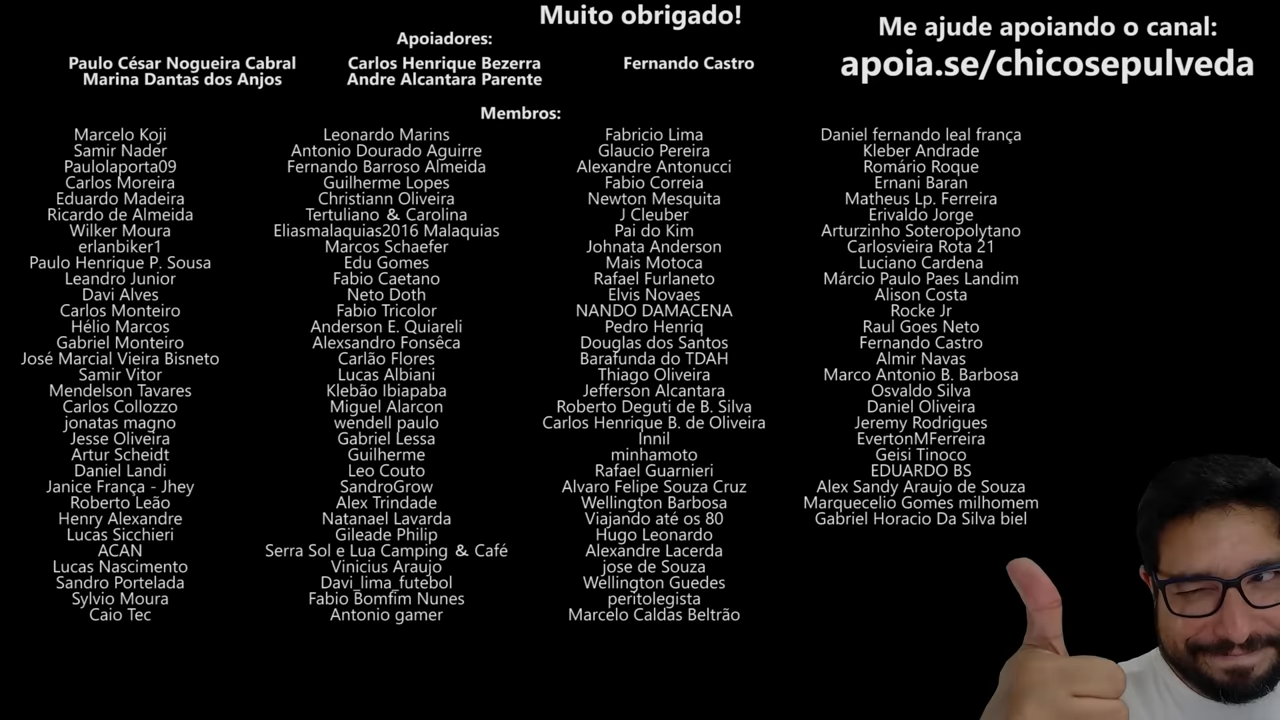 Muito obrigado!
Me ajude apoiando o canal:
apoia.se/chicosepulveda
Apoiadores:
Paulo César Nogueira Cabral
Marina Dantas dos Anjos
Carlos Henrique Bezerra
Andre Alcantara Parente
Fernando Castro
Membros:
Marcelo Koji
Samir Nader
Paulolaporta09
Carlos Moreira
Eduardo Madeira
Ricardo de Almeida
Wilker Moura
erlanbiker1
Paulo Henrique P. Sousa
Leandro Junior
Davi Alves
Carlos Monteiro
Hélio Marcos
Gabriel Monteiro
José Marcial Vieira Bisneto
Samir Vitor
Mendelson Tavares
Carlos Collozzo
jonatas magno
Jesse Oliveira
Artur Scheidt
Daniel Landi
Janice França - Jhey
Roberto Leão
Henry Alexandre
Lucas Sicchieri
ACAN
Lucas Nascimento
Sandro Portelada
Sylvio Moura
Caio Tec
Leonardo Marins
Antonio Dourado Aguirre
Fernando Barroso Almeida
Guilherme Lopes
Christiann Oliveira
Tertuliano & Carolina
Eliasmalaquias2016 Malaquias
Marcos Schaefer
Edu Gomes
Fabio Caetano
Neto Doth
Fabio Tricolor
Anderson E. Quiareli
Alexsandro Fonsêca
Carlão Flores
Lucas Albiani
Klebão Ibiapaba
Miguel Alarcon
wendell paulo
Gabriel Lessa
Guilherme
Leo Couto
SandroGrow
Alex Trindade
Natanael Lavarda
Gileade Philip
Serra Sol e Lua Camping & Café
Vinicius Araujo
Davi_lima_futebol
Fabio Bomfim Nunes
Antonio gamer
Fabricio Lima
Glaucio Pereira
Alexandre Antonucci
Fabio Correia
Newton Mesquita
J Cleuber
Pai do Kim
Johnata Anderson
Mais Motoca
Rafael Furlaneto
Elvis Novaes
NANDO DAMACENA
Pedro Henriq
Douglas dos Santos
Barafunda do TDAH
Thiago Oliveira
Jefferson Alcantara
Roberto Deguti de B. Silva
Carlos Henrique B. de Oliveira
Innil
minhamoto
Rafael Guarnieri
Alvaro Felipe Souza Cruz
Wellington Barbosa
Viajando até os 80
Hugo Leonardo
Alexandre Lacerda
jose de Souza
Wellington Guedes
peritolegista
Marcelo Caldas Beltrão
Daniel fernando leal frança
Kleber Andrade
Romário Roque
Ernani Baran
Matheus Lp. Ferreira
Erivaldo Jorge
Arturzinho Soteropolytano
Carlosvieira Rota 21
Luciano Cardena
Márcio Paulo Paes Landim
Alison Costa
Rocke Jr
Raul Goes Neto
Fernando Castro
Almir Navas
Marco Antonio B. Barbosa
Osvaldo Silva
Daniel Oliveira
Jeremy Rodrigues
EvertonMFerreira
Geisi Tinoco
EDUARDO BS
Alex Sandy Araujo de Souza
Marquecelio Gomes milhomem
Gabriel Horacio Da Silva biel